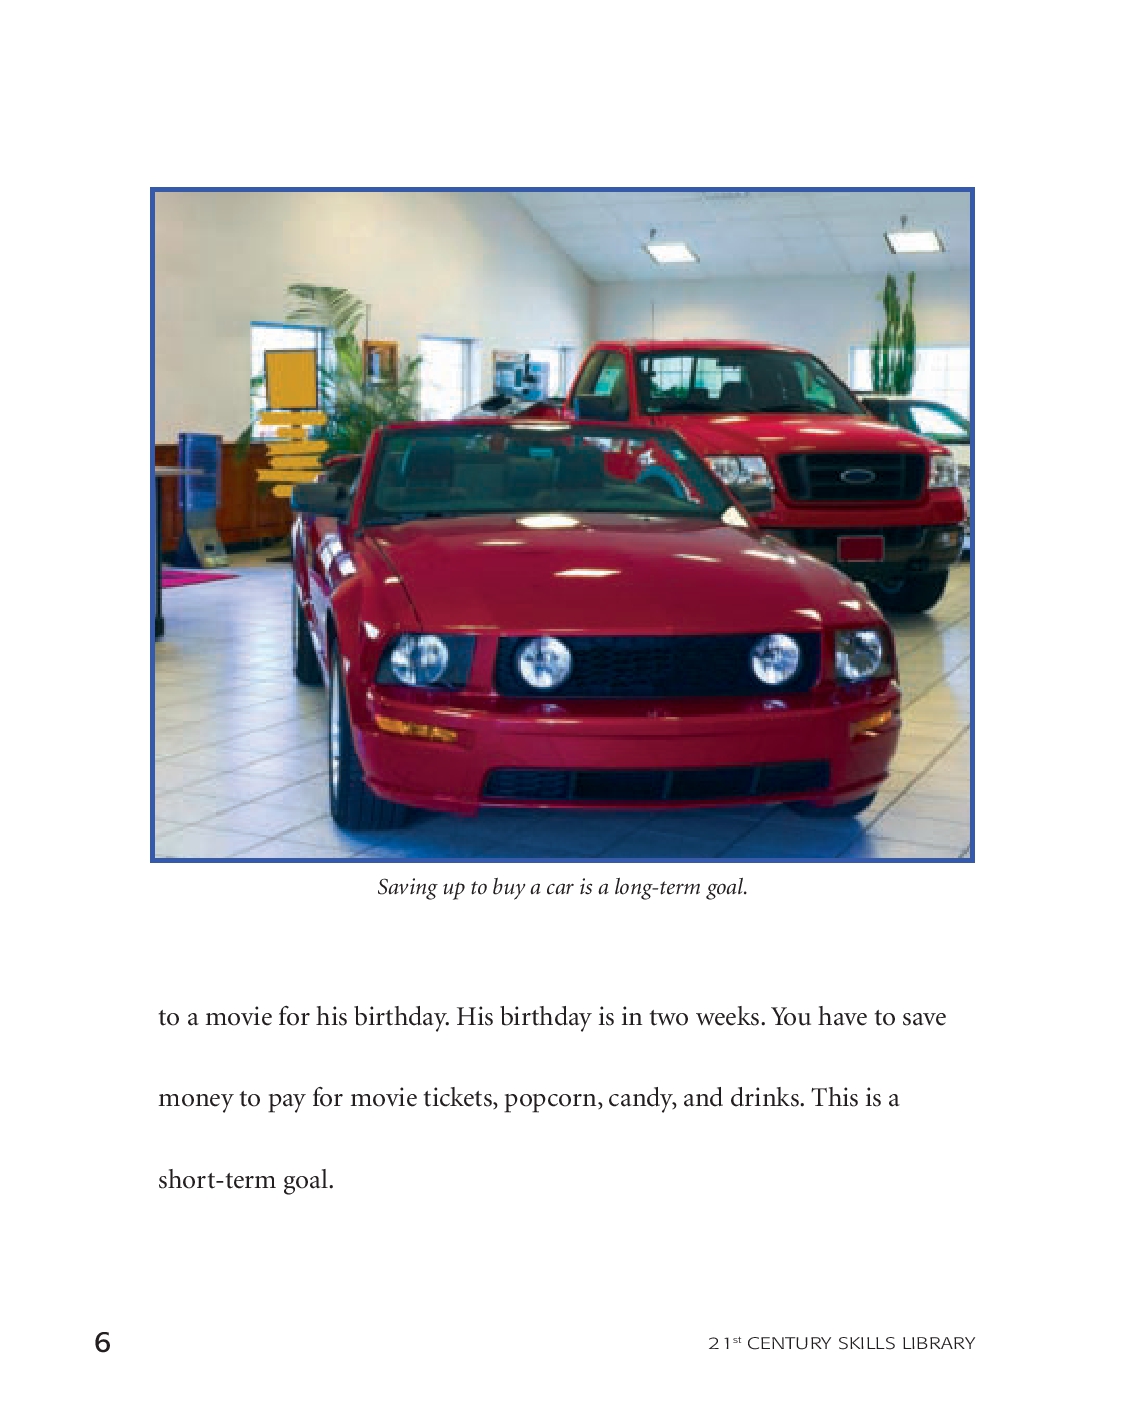 Saving up to buy a car is a long-term goal.
to a movie for his birthday. His birthday is in two weeks. You have to save
money to pay for movie tickets, popcorn, candy, and drinks. This is a
short-term goal.
6
21st CENTURY SKILLS LIBRARY